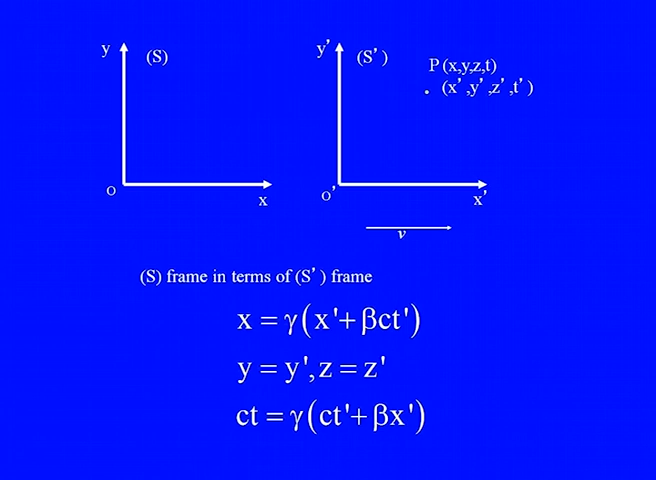 y
(S)
o
x
y'
(S')
P(x,y,z,t)
(x',y',z',t')
o'
x'
v
(S) frame in terms of (S') frame
x = γ(x'+ βct')
y = y', z = z'
ct = γ(ct'+ βx')